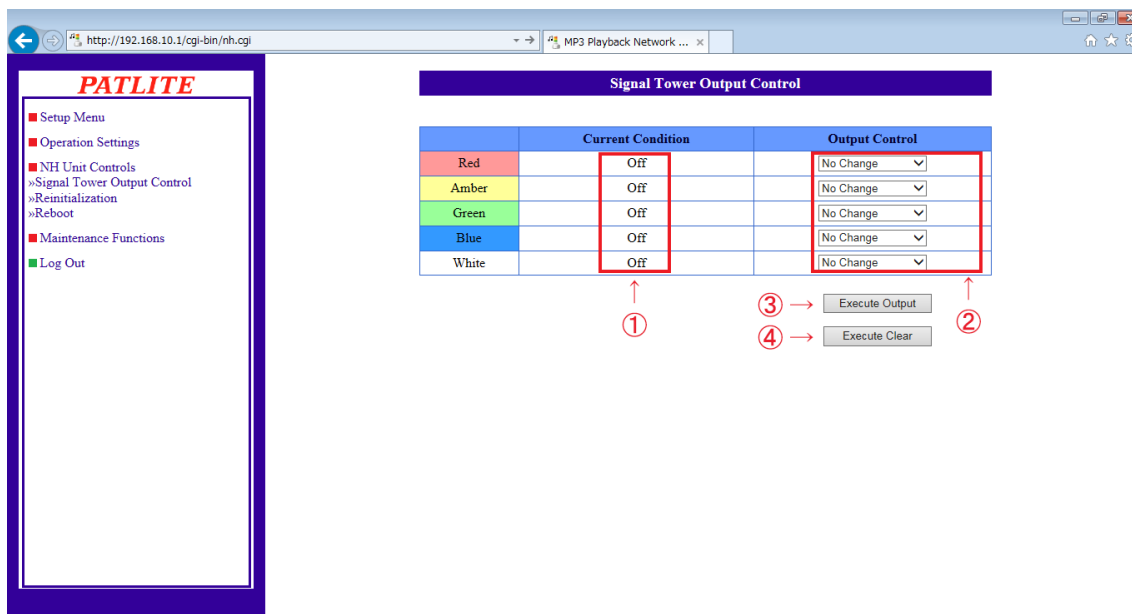 http://192.168.10.1/cgi-bin/nh.cgi
MP3 Playback Network ...
PATLITE
Setup Menu
Operation Settings
NH Unit Controls
»Signal Tower Output Control
»Reinitialization
»Reboot
Maintenance Functions
Log Out
Signal Tower Output Control
Current Condition Output Control
Red Off No Change
Amber Off No Change
Green Off No Change
Blue Off No Change
White Off No Change
① ②
③ → Execute Output
④ → Execute Clear